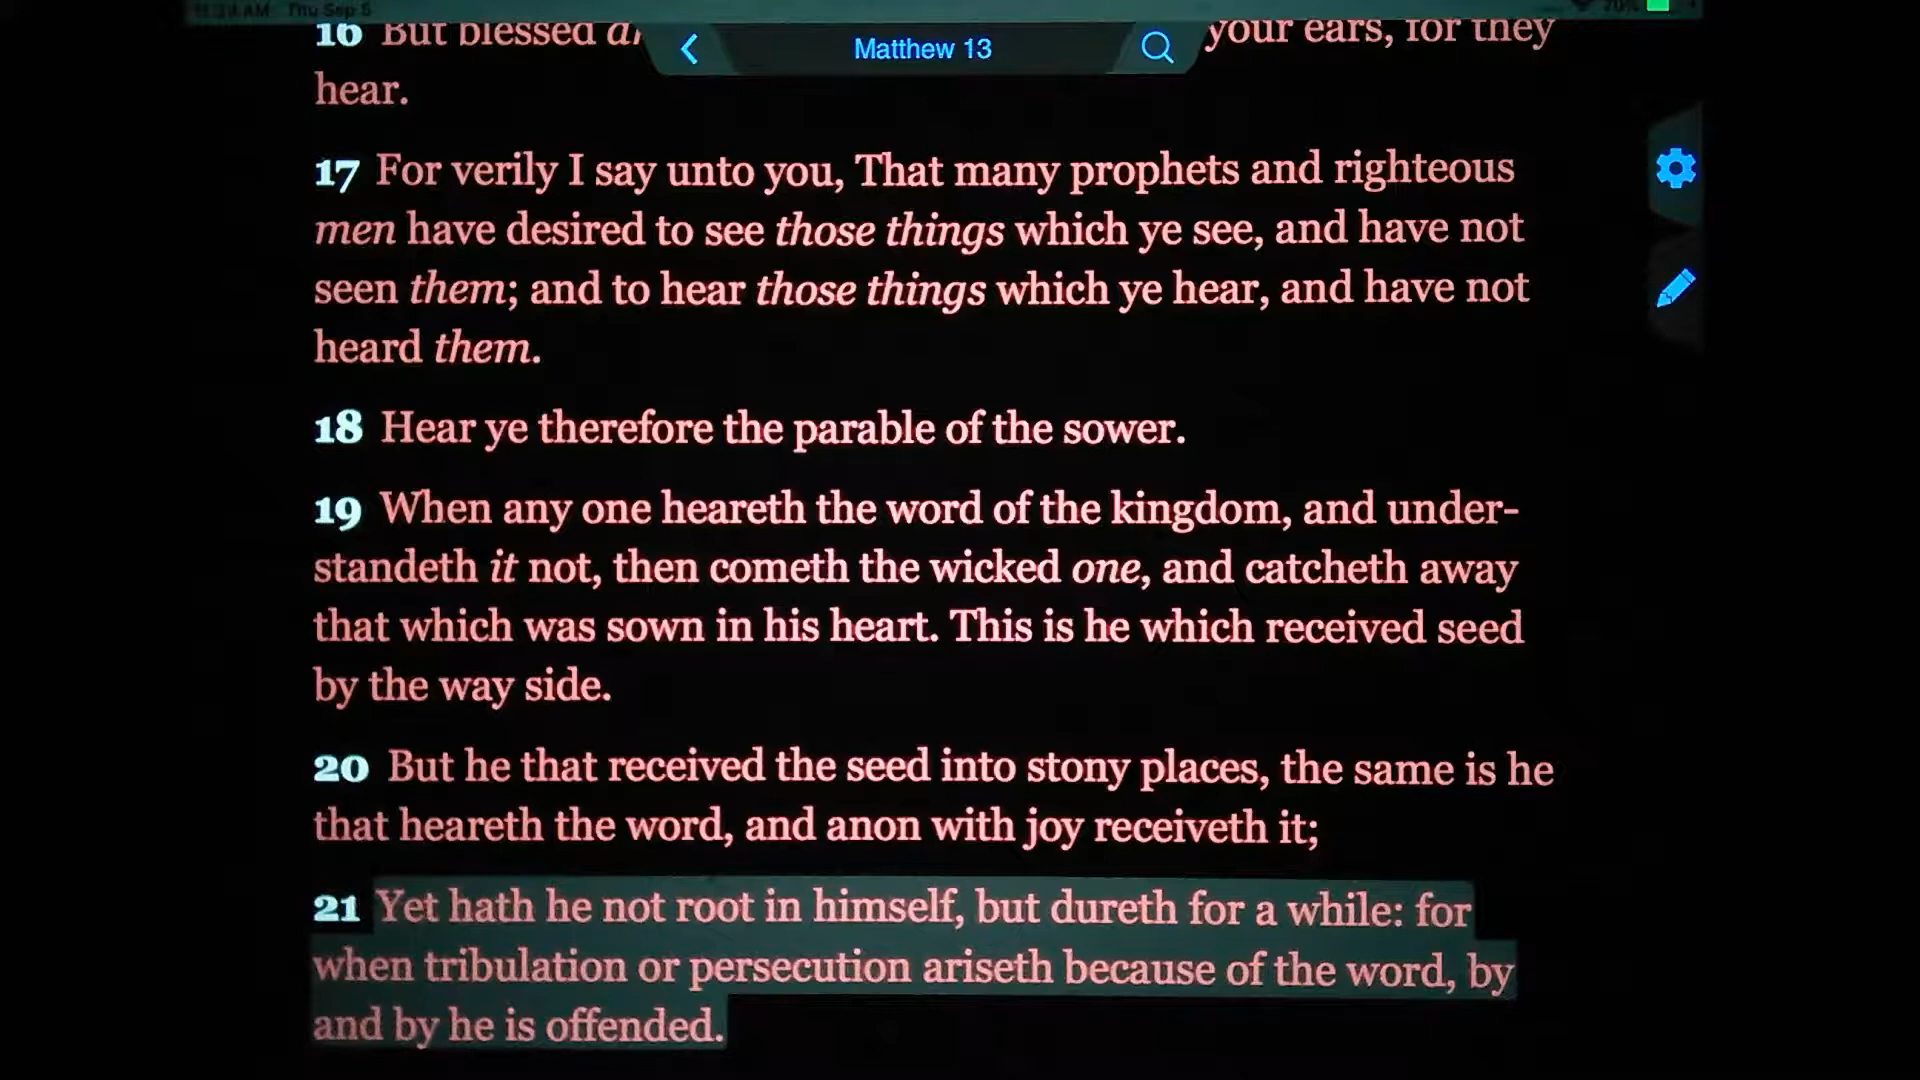 Thu Sep 5
70%
Matthew 13
16 But blessed
your ears, for they
hear.
17 For verily I say unto you, That many prophets and righteous
men have desired to see those things which ye see, and have not
seen them; and to hear those things which ye hear, and have not
heard them.
18 Hear ye therefore the parable of the sower.
19 When any one heareth the word of the kingdom, and under-
standeth it not, then cometh the wicked one, and catcheth away
that which was sown in his heart. This is he which received seed
by the way side.
20 But he that received the seed into stony places, the same is he
that heareth the word, and anon with joy receiveth it;
21 Yet hath he not root in himself, but dureth for a while: for
when tribulation or persecution ariseth because of the word, by
and by he is offended.